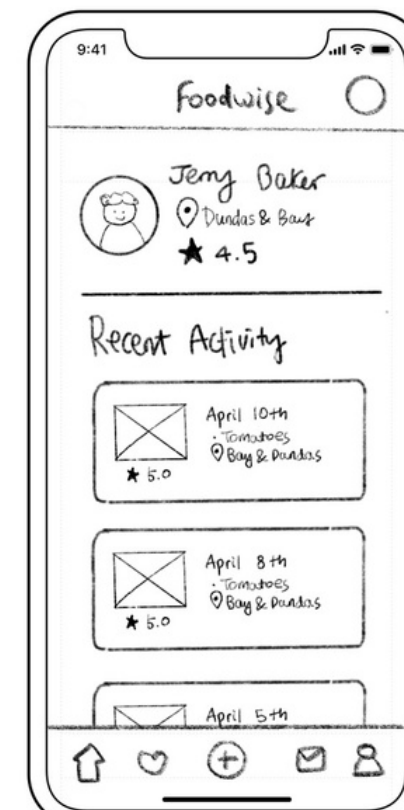 9:41
Foodwise
Jerry Baker
Dundas & Bay
★ 4.5
Recent Activity
April 10th
· Tomatoes
Bay & Dundas
★ 5.0
April 8th
· Tomatoes
Bay & Dundas
★ 5.0
April 5th